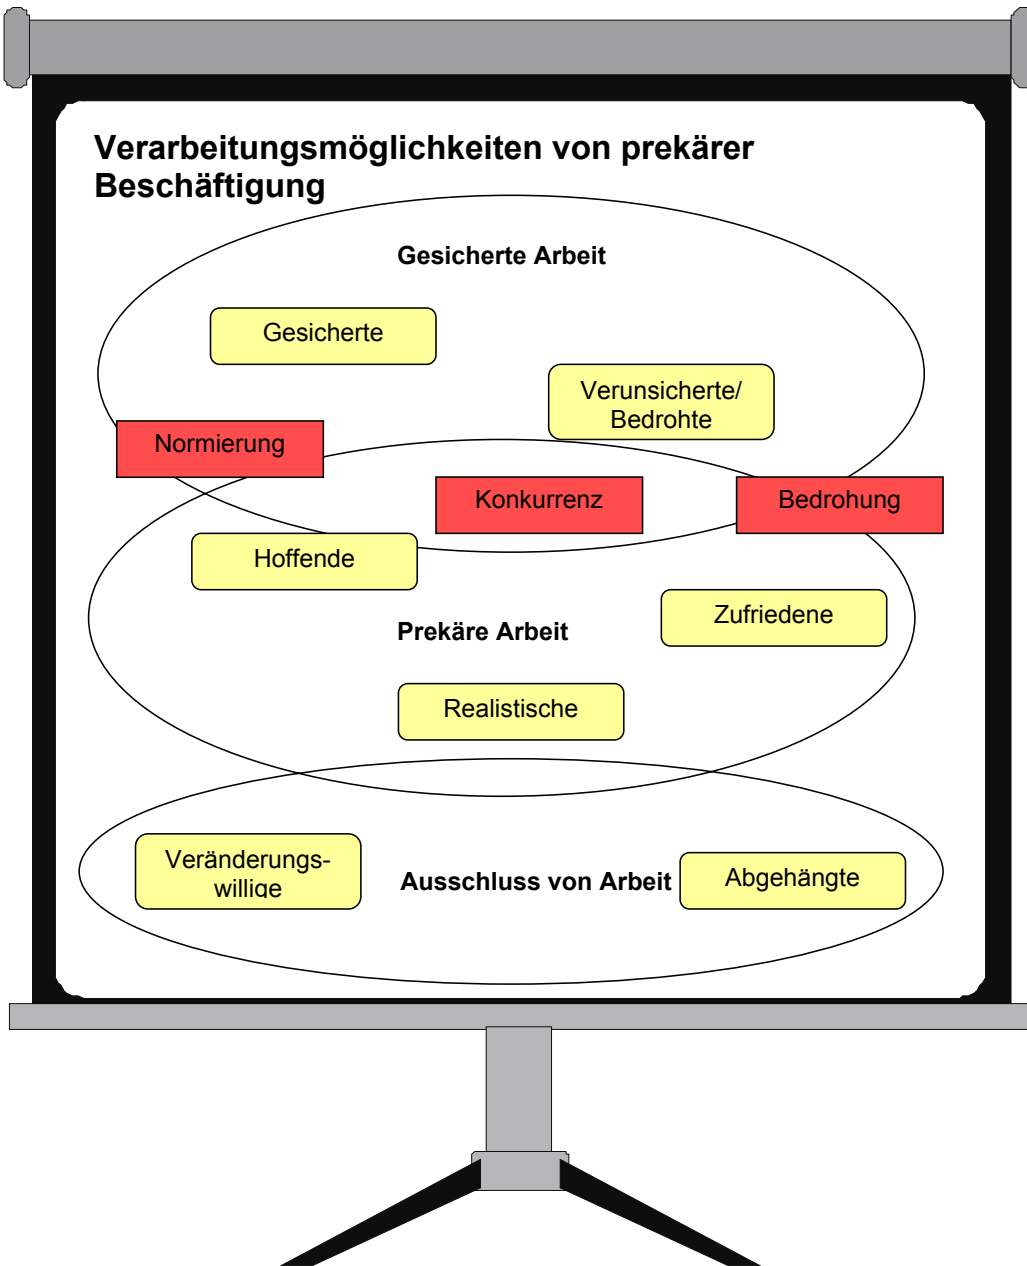 Verarbeitungsmöglichkeiten von prekärer
Beschäftigung
Gesicherte Arbeit
Gesicherte
Verunsicherte/
Bedrohte
Normierung
Konkurrenz
Bedrohung
Hoffende
Zufriedene
Prekäre Arbeit
Realistische
Veränderungs-
willige
Ausschluss von Arbeit
Abgehängte